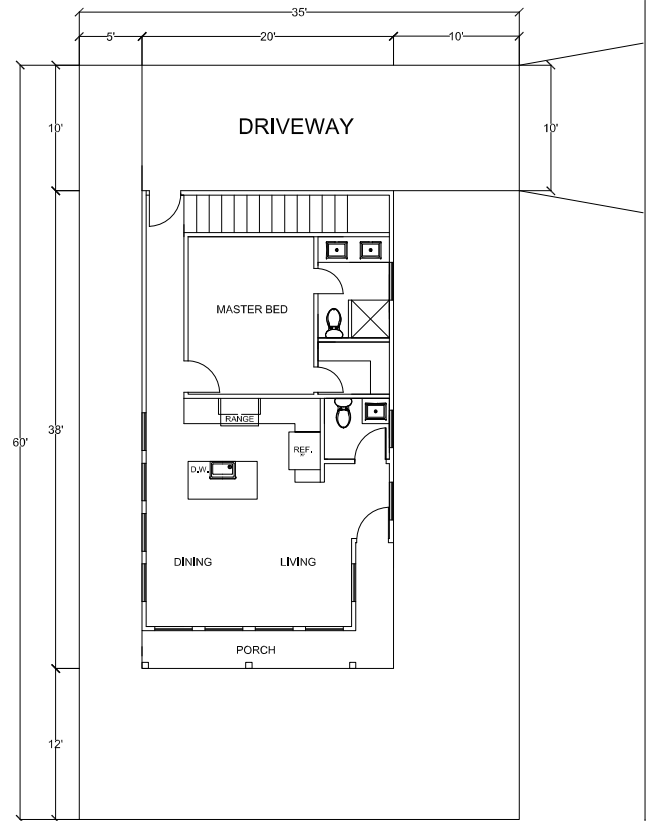 35'
5'
20'
10'
10'
DRIVEWAY
10'
MASTER BED
RANGE
38'
60'
REF.
D.W.
DINING
LIVING
PORCH
12'